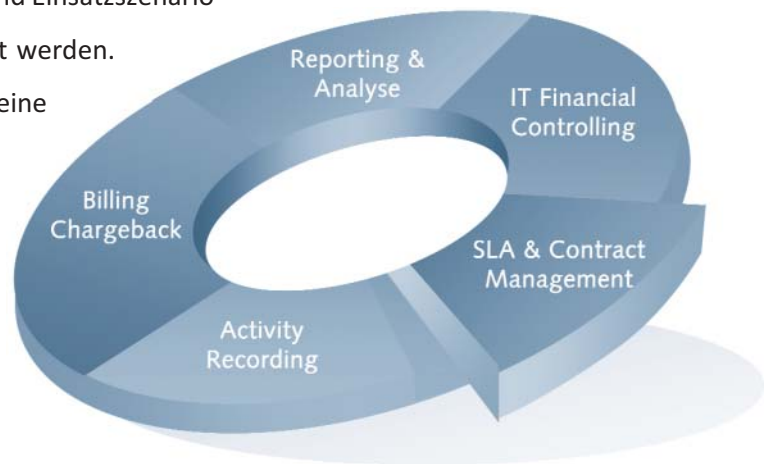 nd Einsatzszenario
t werden.
eine
Reporting &
Analyse
IT Financial
Controlling
Billing
Chargeback
SLA & Contract
Management
Activity
Recording